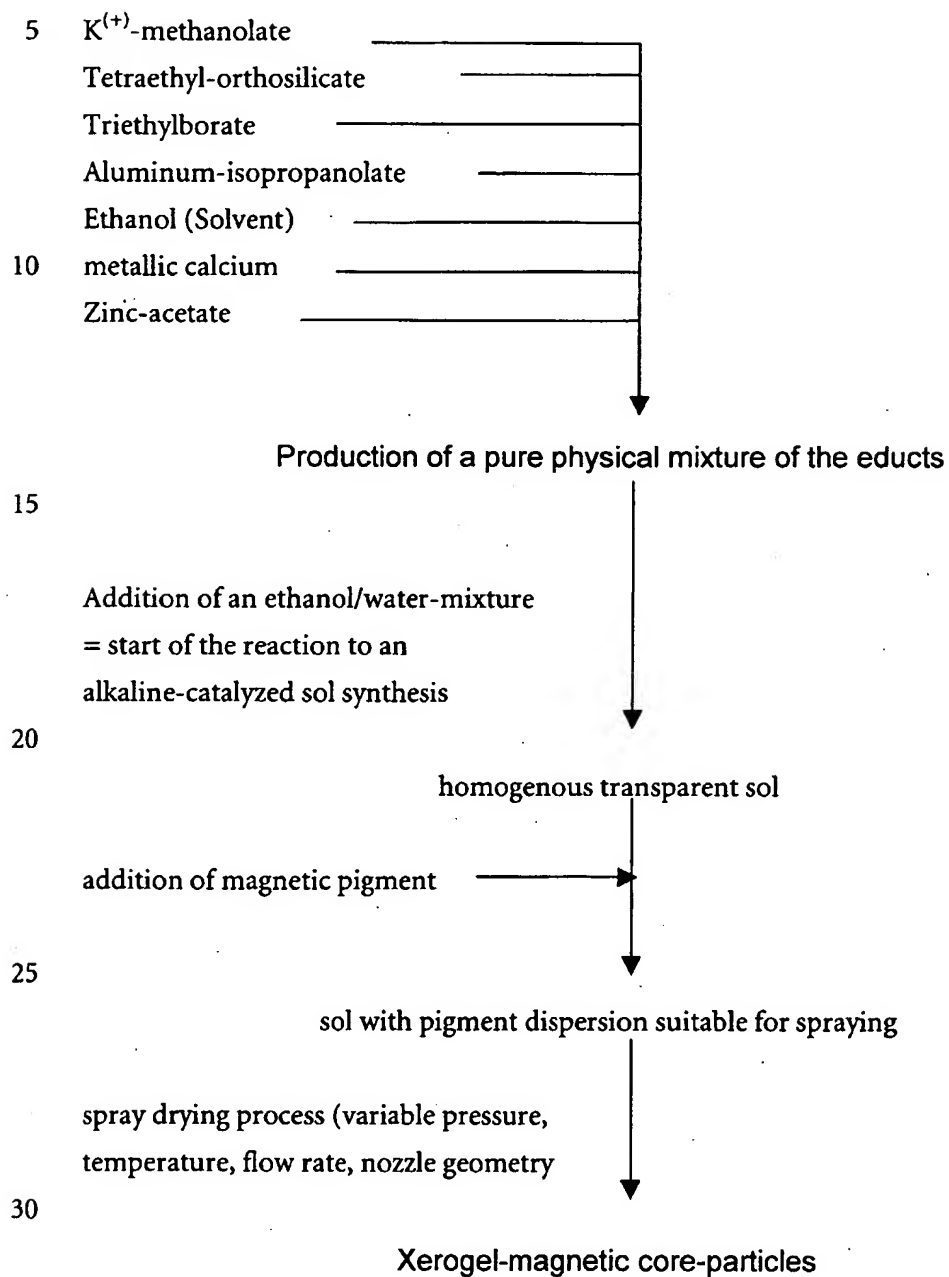 5 K(+)-methanolate
Tetraethyl-orthosilicate
Triethylborate
Aluminum-isopropanolate
Ethanol (Solvent)
10 metallic calcium
Zinc-acetate
Production of a pure physical mixture of the educts
15
Addition of an ethanol/water-mixture
= start of the reaction to an
alkaline-catalyzed sol synthesis
20
homogenous transparent sol
addition of magnetic pigment
25
sol with pigment dispersion suitable for spraying
spray drying process (variable pressure,
temperature, flow rate, nozzle geometry
30
Xerogel-magnetic core-particles